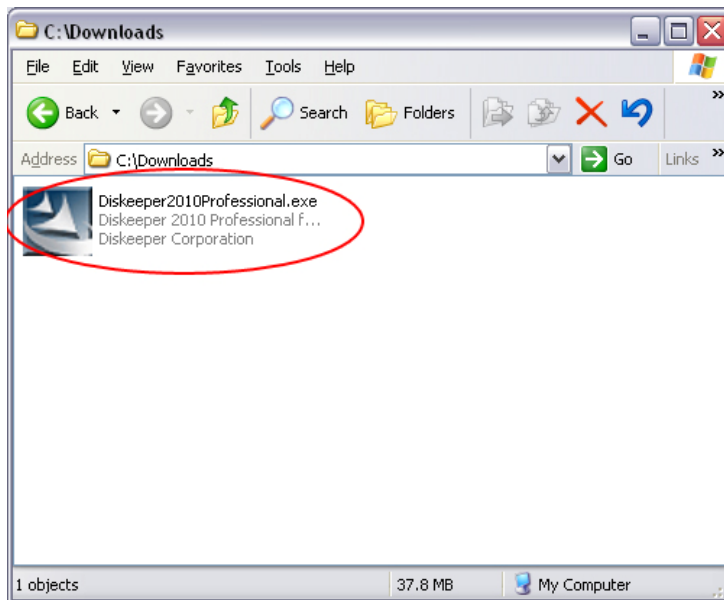 C:\Downloads
File Edit View Favorites Tools Help
Back Search Folders »
Address C:\Downloads Go Links »
Diskeeper2010Professional.exe
Diskeeper 2010 Professional f...
Diskeeper Corporation
1 objects 37.8 MB My Computer